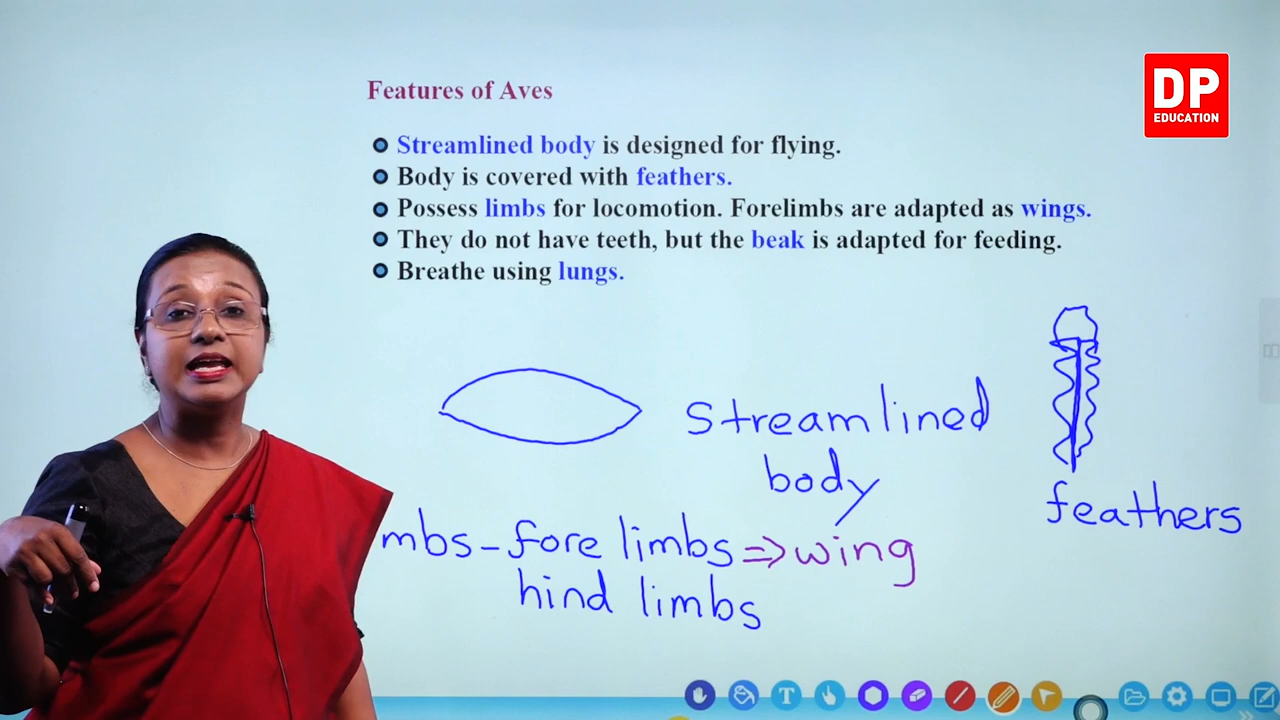 Features of Aves
DP
EDUCATION
Streamlined body is designed for flying.
Body is covered with feathers.
Possess limbs for locomotion. Forelimbs are adapted as wings.
They do not have teeth, but the beak is adapted for feeding.
Breathe using lungs.
Streamlined
body
feathers
mbs - fore limbs => wing
hind limbs